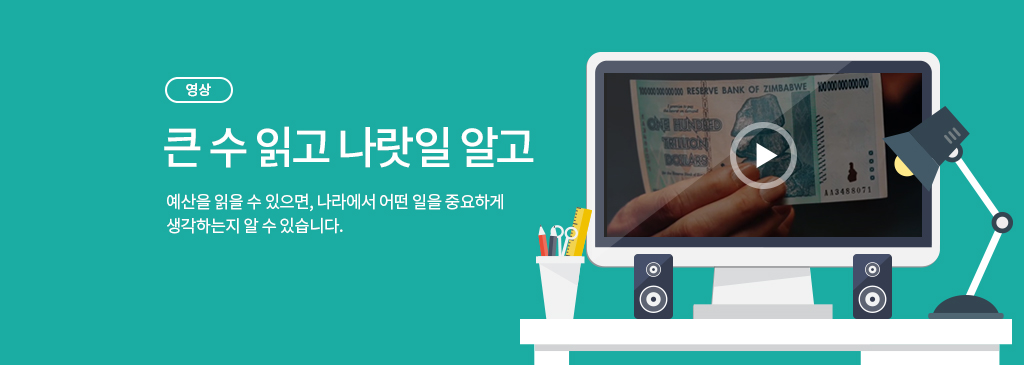 영상
큰 수 읽고 나랏일 알고
예산을 읽을 수 있으면, 나라에서 어떤 일을 중요하게
생각하는지 알 수 있습니다.
RESERVE BANK OF ZIMBABWE
ONE HUNDRED
TRILLION
DOLLARS
AA3488071